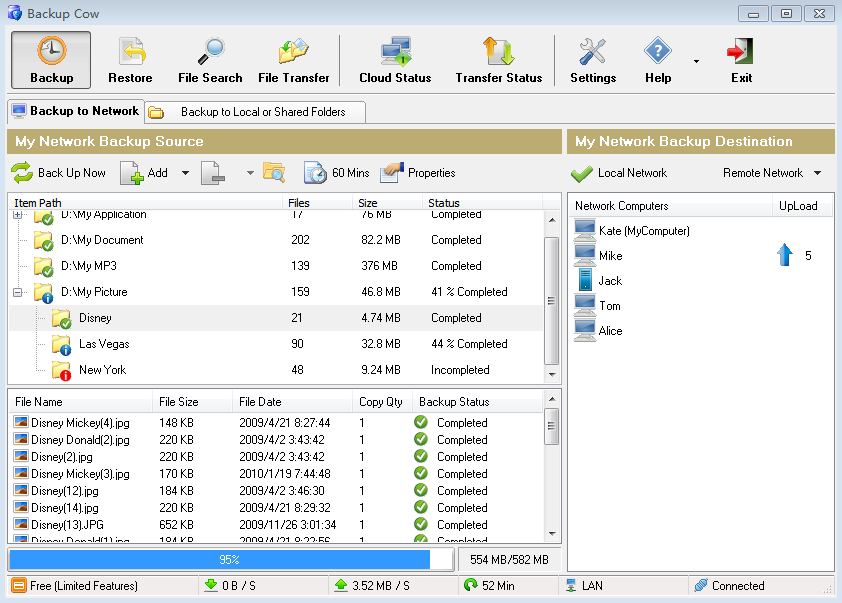 Backup Cow
Backup Restore File Search File Transfer Cloud Status Transfer Status Settings Help Exit
Backup to Network Backup to Local or Shared Folders
My Network Backup Source
Back Up Now Add 60 Mins Properties
Item Path Files Size Status
D:\My Application 17 76 MB Completed
D:\My Document 202 82.2 MB Completed
D:\My MP3 139 376 MB Completed
D:\My Picture 159 46.8 MB 41 % Completed
Disney 21 4.74 MB Completed
Las Vegas 90 32.8 MB 44 % Completed
New York 48 9.24 MB Incompleted
File Name File Size File Date Copy Qty Backup Status
Disney Mickey(4).jpg 148 KB 2009/4/21 8:27:44 1 Completed
Disney Donald(2).jpg 220 KB 2009/4/2 3:43:42 1 Completed
Disney(2).jpg 220 KB 2009/4/2 3:43:42 1 Completed
Disney Mickey(3).jpg 170 KB 2010/1/19 7:44:48 1 Completed
Disney(12).jpg 184 KB 2009/4/2 3:46:30 1 Completed
Disney(14).jpg 220 KB 2009/4/21 8:29:32 1 Completed
Disney(13).JPG 652 KB 2009/11/26 3:01:34 1 Completed
Disney Donald(1).jpg 184 KB 2009/4/21 8:22:56 1 Completed
95% 554 MB/582 MB
My Network Backup Destination
Local Network Remote Network
Network Computers UpLoad
Kate (MyComputer)
Mike 5
Jack
Tom
Alice
Free (Limited Features) 0 B / S 3.52 MB / S 52 Min LAN Connected